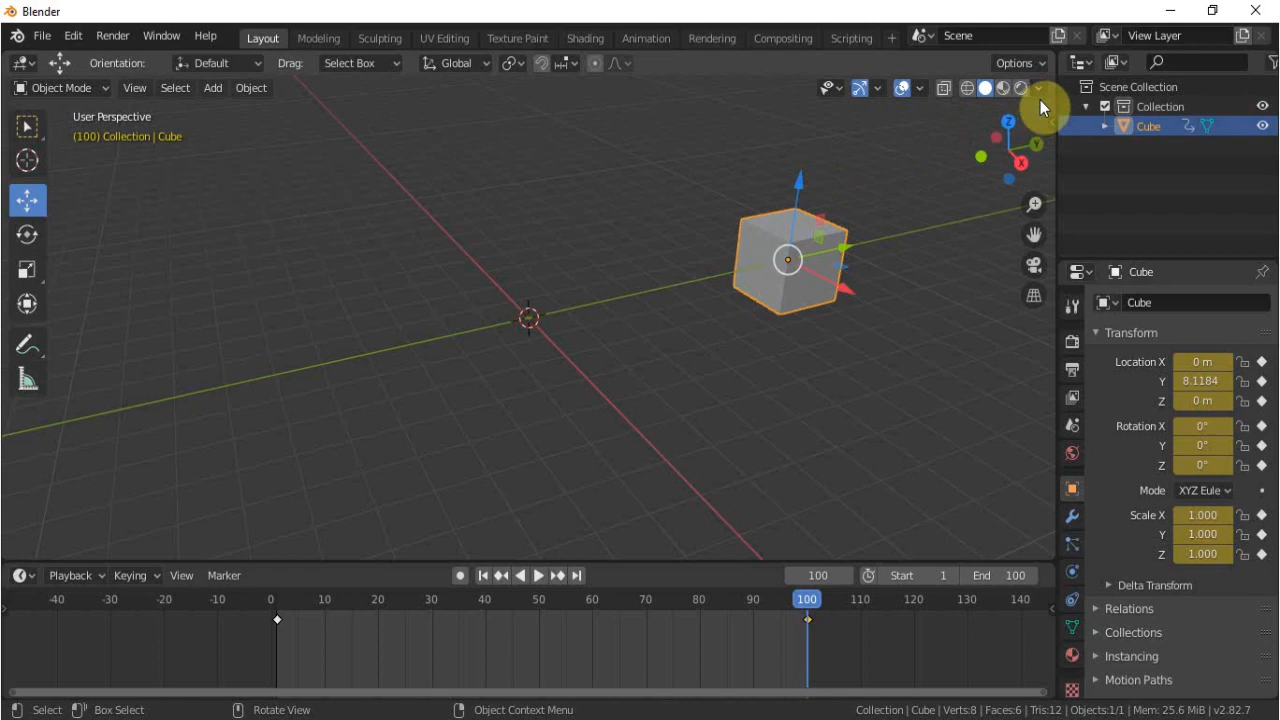 Blender
File Edit Render Window Help Layout Modeling Sculpting UV Editing Texture Paint Shading Animation Rendering Compositing Scripting + Scene View Layer
Orientation: Default Drag: Select Box Global Options
Object Mode View Select Add Object
Scene Collection
Collection
Cube
User Perspective
(100) Collection | Cube
Z
Y
X
Cube
Cube
Transform
Location X 0 m
Y 8.1184
Z 0 m
Rotation X 0°
Y 0°
Z 0°
Mode XYZ Eule
Scale X 1.000
Y 1.000
Z 1.000
Delta Transform
Relations
Collections
Instancing
Motion Paths
Playback Keying View Marker 100 Start 1 End 100
-40 -30 -20 -10 0 10 20 30 40 50 60 70 80 90 100 110 120 130 140
Select Box Select Rotate View Object Context Menu Collection | Cube | Verts:8 | Faces:6 | Tris:12 | Objects:1/1 | Mem: 25.6 MiB | v2.82.7